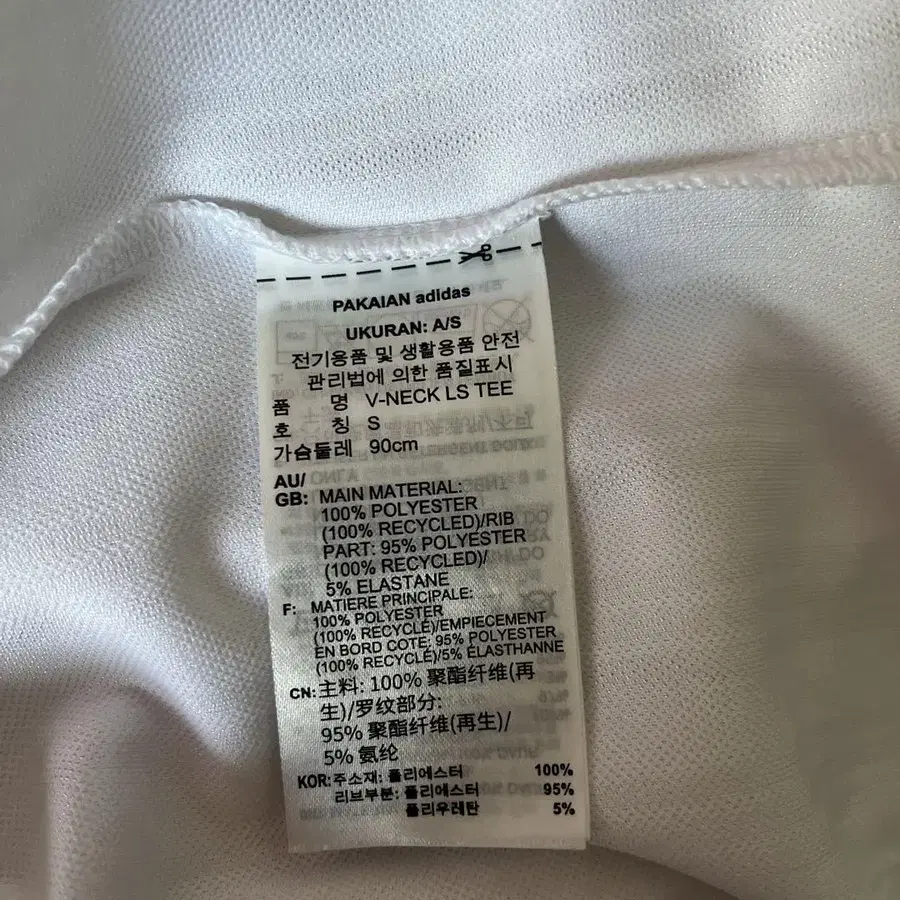 PAKAIAN adidas
UKURAN: A/S
전기용품 및 생활용품 안전
관리법에 의한 품질표시
품 명 V-NECK LS TEE
호 칭 S
가슴둘레 90cm
AU/
GB: MAIN MATERIAL:
100% POLYESTER
(100% RECYCLED)/RIB
PART: 95% POLYESTER
(100% RECYCLED)/
5% ELASTANE
F: MATIERE PRINCIPALE:
100% POLYESTER
(100% RECYCLÉ)/EMPIECEMENT
EN BORD COTE: 95% POLYESTER
(100% RECYCLÉ)/5% ÉLASTHANNE
CN: 主料: 100% 聚酯纤维(再
生)/罗纹部分:
95% 聚酯纤维(再生)/
5% 氨纶
KOR: 주소재: 폴리에스터 100%
리브부분: 폴리에스터 95%
폴리우레탄 5%